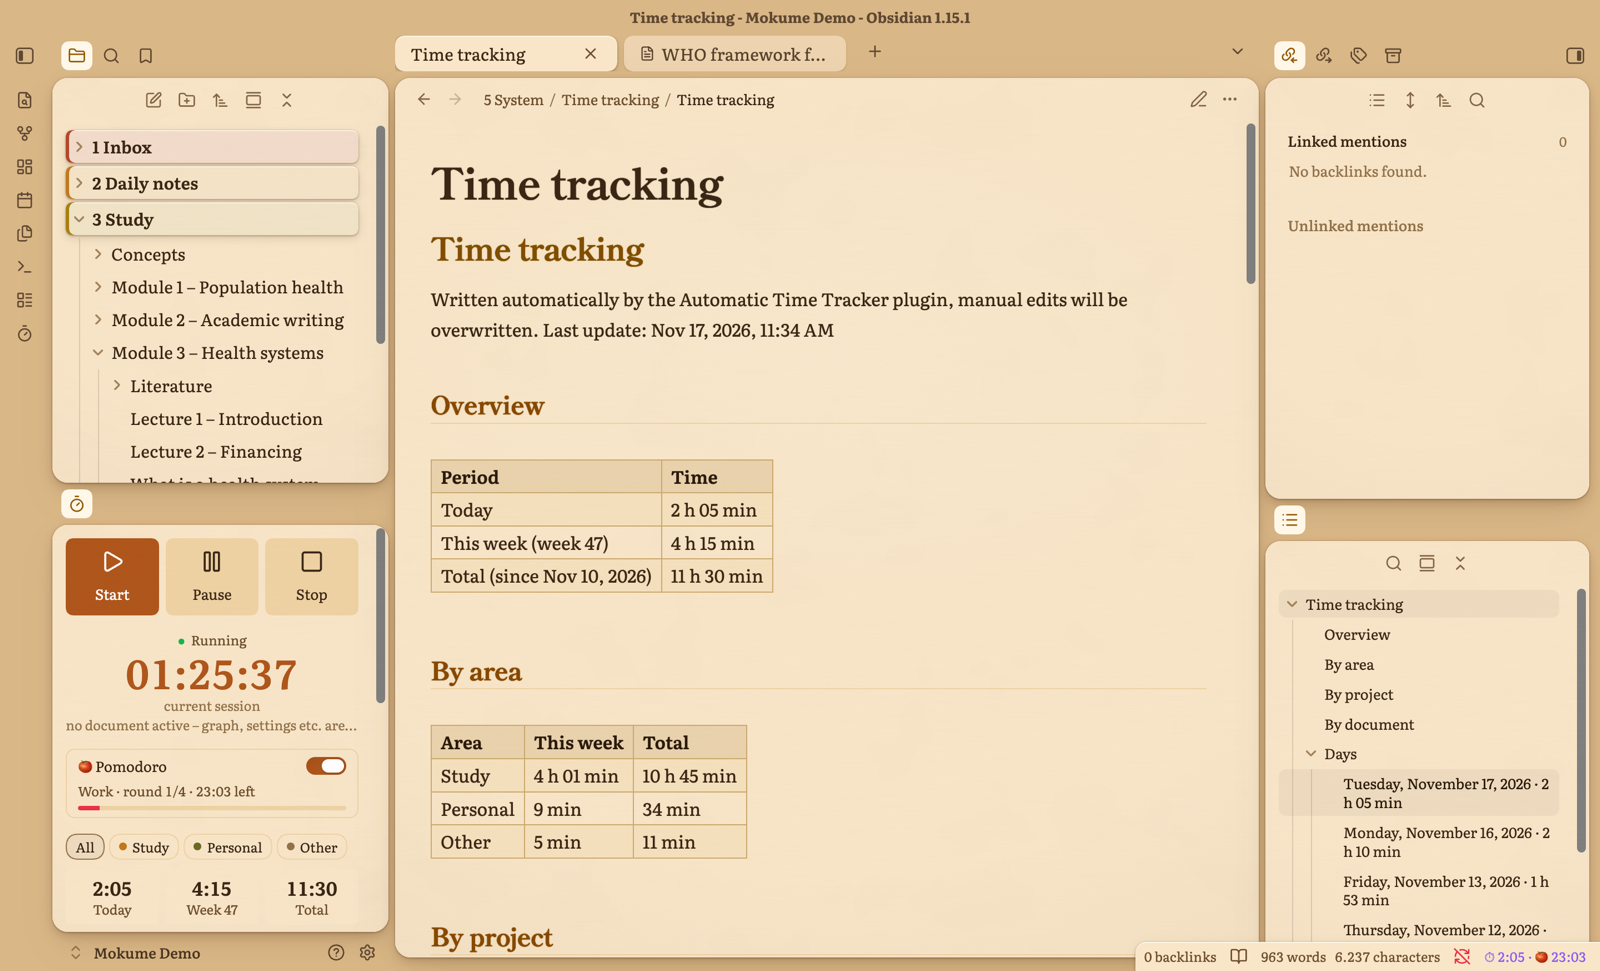 Time tracking - Mokume Demo - Obsidian 1.15.1
Time tracking
WHO framework f...
1 Inbox
2 Daily notes
3 Study
Concepts
Module 1 – Population health
Module 2 – Academic writing
Module 3 – Health systems
Literature
Lecture 1 – Introduction
Lecture 2 – Financing
What is a health system
Start
Pause
Stop
Running
01:25:37
current session
no document active – graph, settings etc. are...
Pomodoro
Work · round 1/4 · 23:03 left
All
Study
Personal
Other
2:05
Today
4:15
Week 47
11:30
Total
Mokume Demo
5 System / Time tracking / Time tracking
Time tracking
Time tracking
Written automatically by the Automatic Time Tracker plugin, manual edits will be
overwritten. Last update: Nov 17, 2026, 11:34 AM
Overview
Period Time
Today 2 h 05 min
This week (week 47) 4 h 15 min
Total (since Nov 10, 2026) 11 h 30 min
By area
Area This week Total
Study 4 h 01 min 10 h 45 min
Personal 9 min 34 min
Other 5 min 11 min
By project
Linked mentions 0
No backlinks found.
Unlinked mentions
Time tracking
Overview
By area
By project
By document
Days
Tuesday, November 17, 2026 · 2
h 05 min
Monday, November 16, 2026 · 2
h 10 min
Friday, November 13, 2026 · 1 h
53 min
Thursday, November 12, 2026 ·
0 backlinks 963 words 6.237 characters 2:05 · 23:03